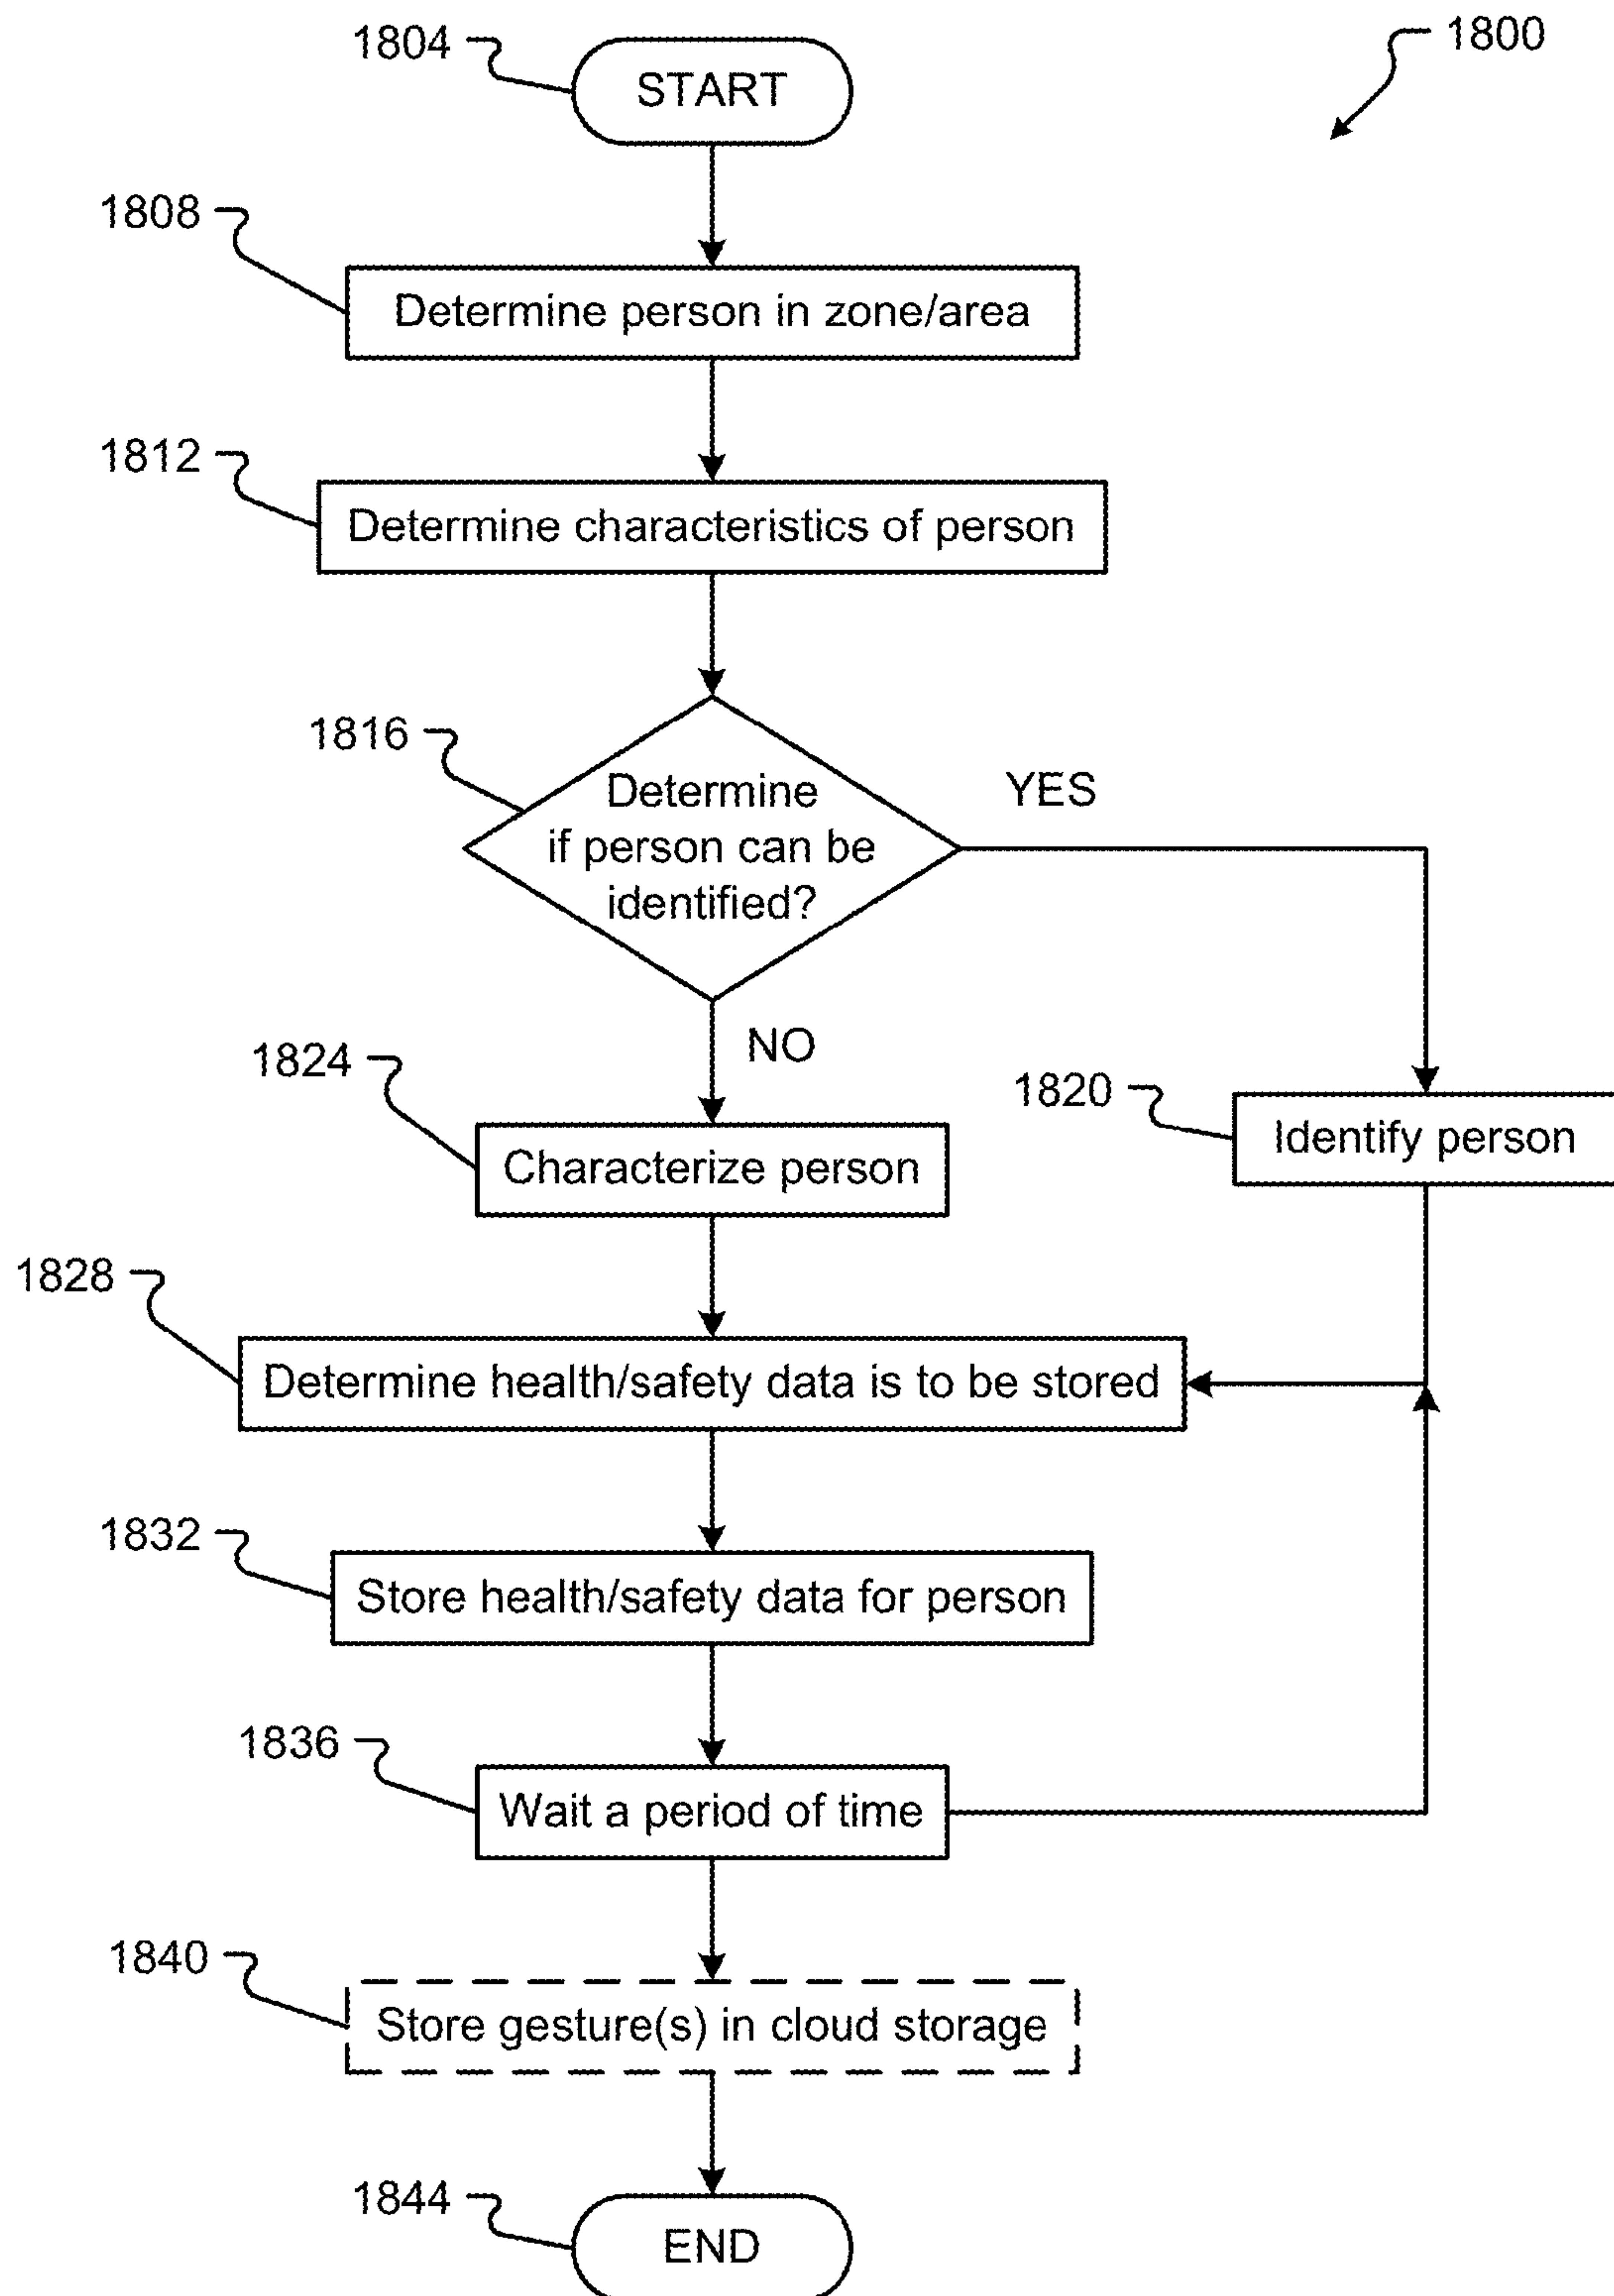 1800
1804
START
1808
Determine person in zone/area
1812
Determine characteristics of person
1816
Determine
if person can be
identified?
YES
NO
1824
Characterize person
1820
Identify person
1828
Determine health/safety data is to be stored
1832
Store health/safety data for person
1836
Wait a period of time
1840
Store gesture(s) in cloud storage
1844
END